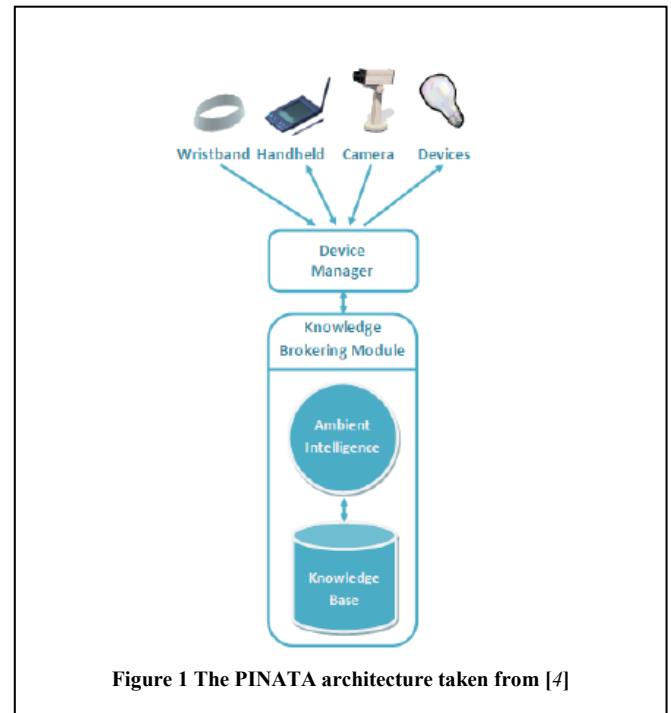 Wristband Handheld Camera Devices
Device
Manager
Knowledge
Brokering Module
Ambient
Intelligence
Knowledge
Base
Figure 1 The PINATA architecture taken from [4]